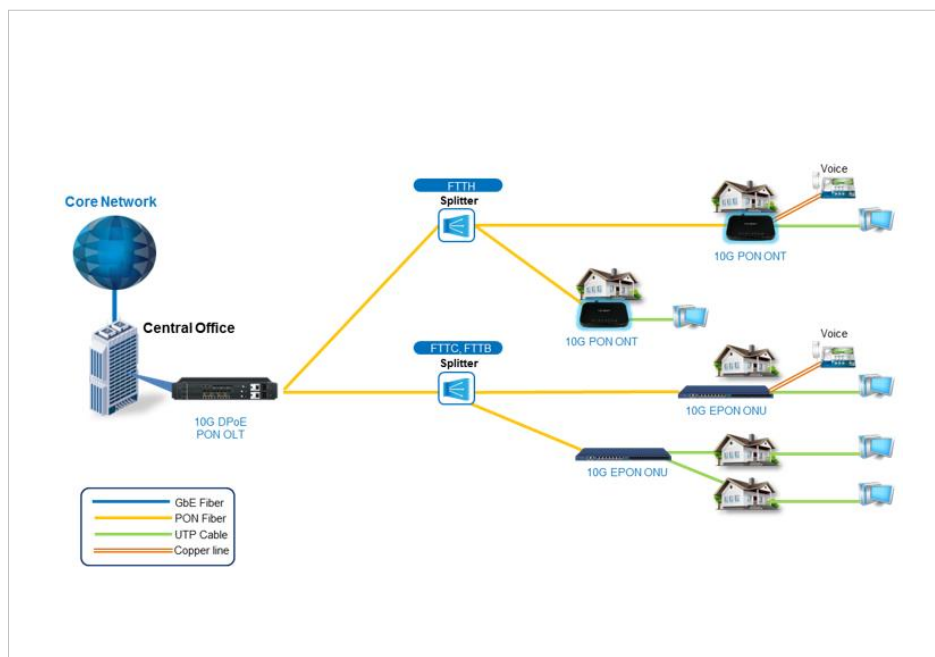 FTTH
Splitter
Voice
Core Network
10G PON ONT
Central Office
10G PON ONT
FTTC, FTTB
Splitter
Voice
10G EPON ONU
10G DPoE
PON OLT
10G EPON ONU
GbE Fiber
PON Fiber
UTP Cable
Copper line